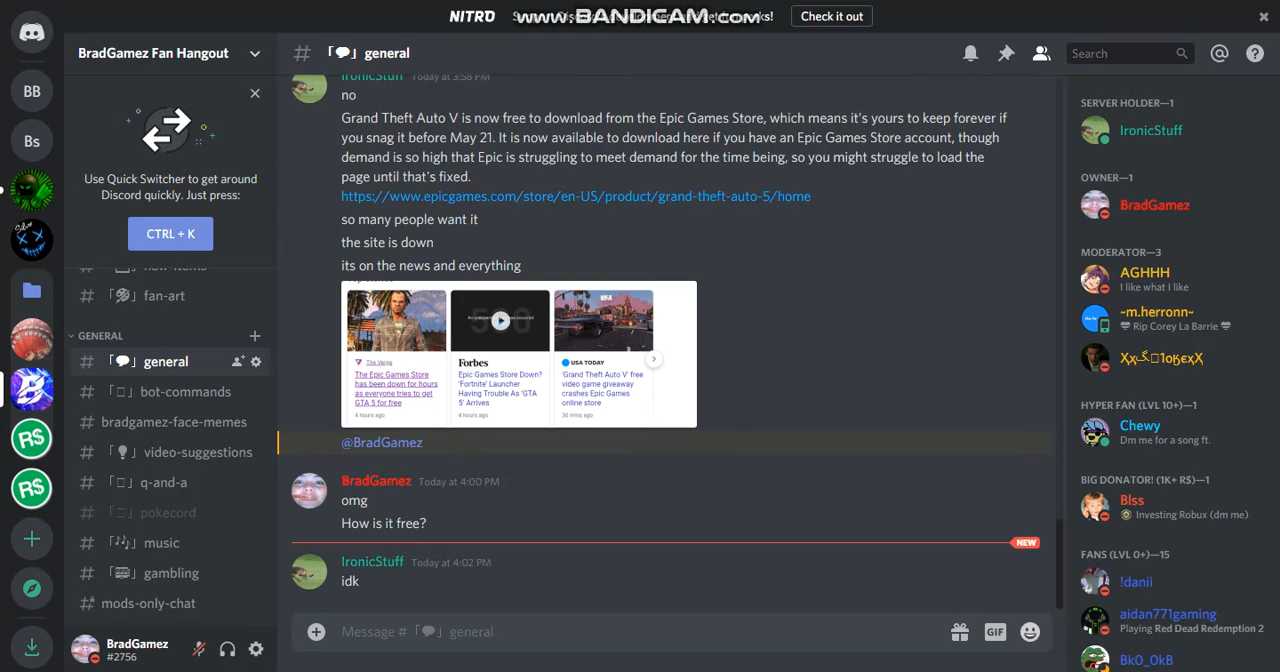 NITRO
www.BANDICAM.com
Check it out
BradGamez Fan Hangout
general
Search
BB
Bs
Use Quick Switcher to get around
Discord quickly. Just press:
CTRL + K
fan-art
GENERAL
general
bot-commands
bradgamez-face-memes
video-suggestions
q-and-a
pokecord
music
gambling
mods-only-chat
R$
R$
BradGamez
#2756
IronicStuff Today at 3:58 PM
no
Grand Theft Auto V is now free to download from the Epic Games Store, which means it's yours to keep forever if
you snag it before May 21. It is now available to download here if you have an Epic Games Store account, though
demand is so high that Epic is struggling to meet demand for the time being, so you might struggle to load the
page until that's fixed.
https://www.epicgames.com/store/en-US/product/grand-theft-auto-5/home
so many people want it
the site is down
its on the news and everything
The Verge
The Epic Games Store
has been down for hours
as everyone tries to get
GTA 5 for free
4 hours ago
500
Forbes
Epic Games Store Down?
'Fortnite' Launcher
Having Trouble As 'GTA
5' Arrives
4 hours ago
USA TODAY
'Grand Theft Auto V' free
video game giveaway
crashes Epic Games
online store
30 mins ago
@BradGamez
BradGamez Today at 4:00 PM
omg
How is it free?
NEW
IronicStuff Today at 4:02 PM
idk
Message # 「💬」 general
GIF
SERVER HOLDER—1
IronicStuff
OWNER—1
BradGamez
MODERATOR—3
AGHHH
I like what I like
~m.herronn~
Rip Corey La Barrie
HYPER FAN (LVL 10+)—1
Chewy
Dm me for a song ft.
BIG DONATOR! (1K+ R$)—1
Blss
Investing Robux (dm me)
FANS (LVL 0+)—15
!danii
aidan771gaming
Playing Red Dead Redemption 2
Bk0_0kB